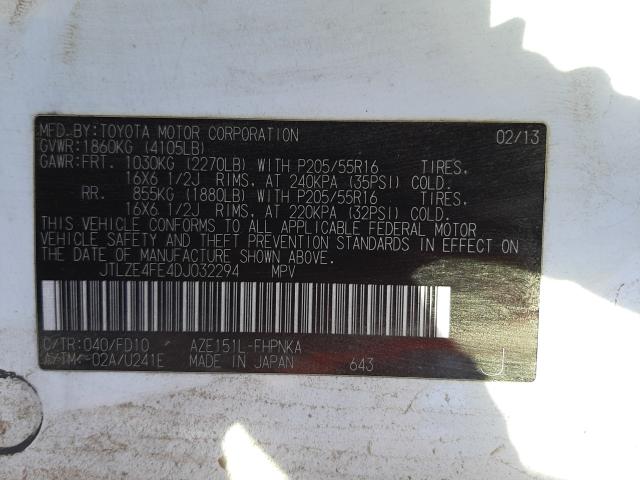 MFD.BY:TOYOTA MOTOR CORPORATION 02/13
GVWR:1860KG (4105LB)
GAWR:FRT. 1030KG (2270LB) WITH P205/55R16 TIRES,
16X6 1/2J RIMS, AT 240KPA (35PSI) COLD.
RR. 855KG (1880LB) WITH P205/55R16 TIRES,
16X6 1/2J RIMS, AT 220KPA (32PSI) COLD.
THIS VEHICLE CONFORMS TO ALL APPLICABLE FEDERAL MOTOR
VEHICLE SAFETY AND THEFT PREVENTION STANDARDS IN EFFECT ON
THE DATE OF MANUFACTURE SHOWN ABOVE.
JTLZE4FE4DJ032294 MPV
C/TR:040/FD10 AZE151L-FHPNKA
A/TM: -02A/U241E MADE IN JAPAN 643
J